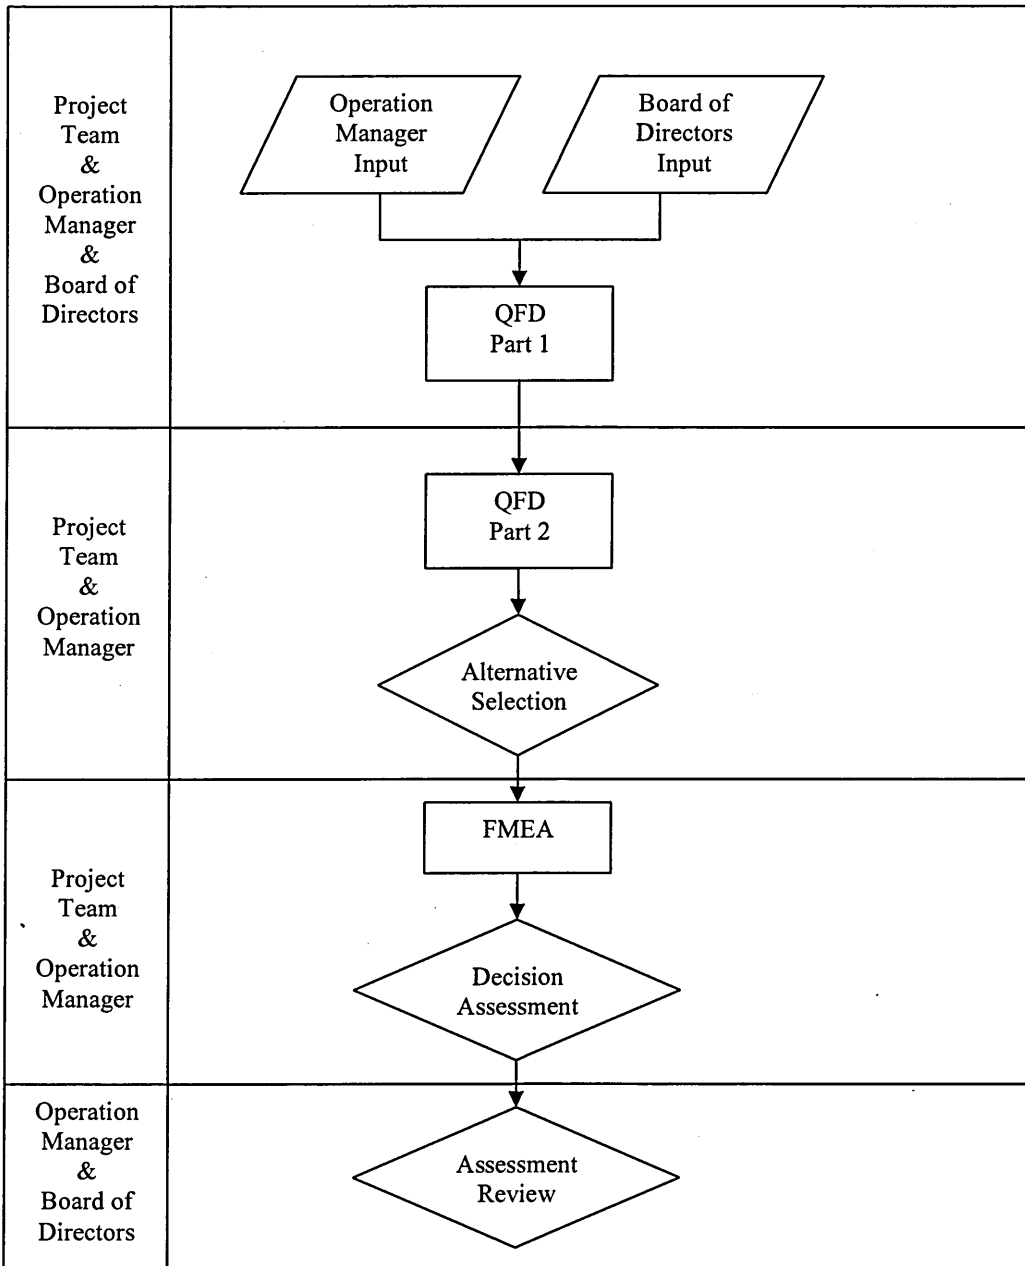 Project
Team
&
Operation
Manager
&
Board of
Directors
Operation
Manager
Input
Board of
Directors
Input
QFD
Part 1
Project
Team
&
Operation
Manager
QFD
Part 2
Alternative
Selection
Project
Team
&
Operation
Manager
FMEA
Decision
Assessment
Operation
Manager
&
Board of
Directors
Assessment
Review